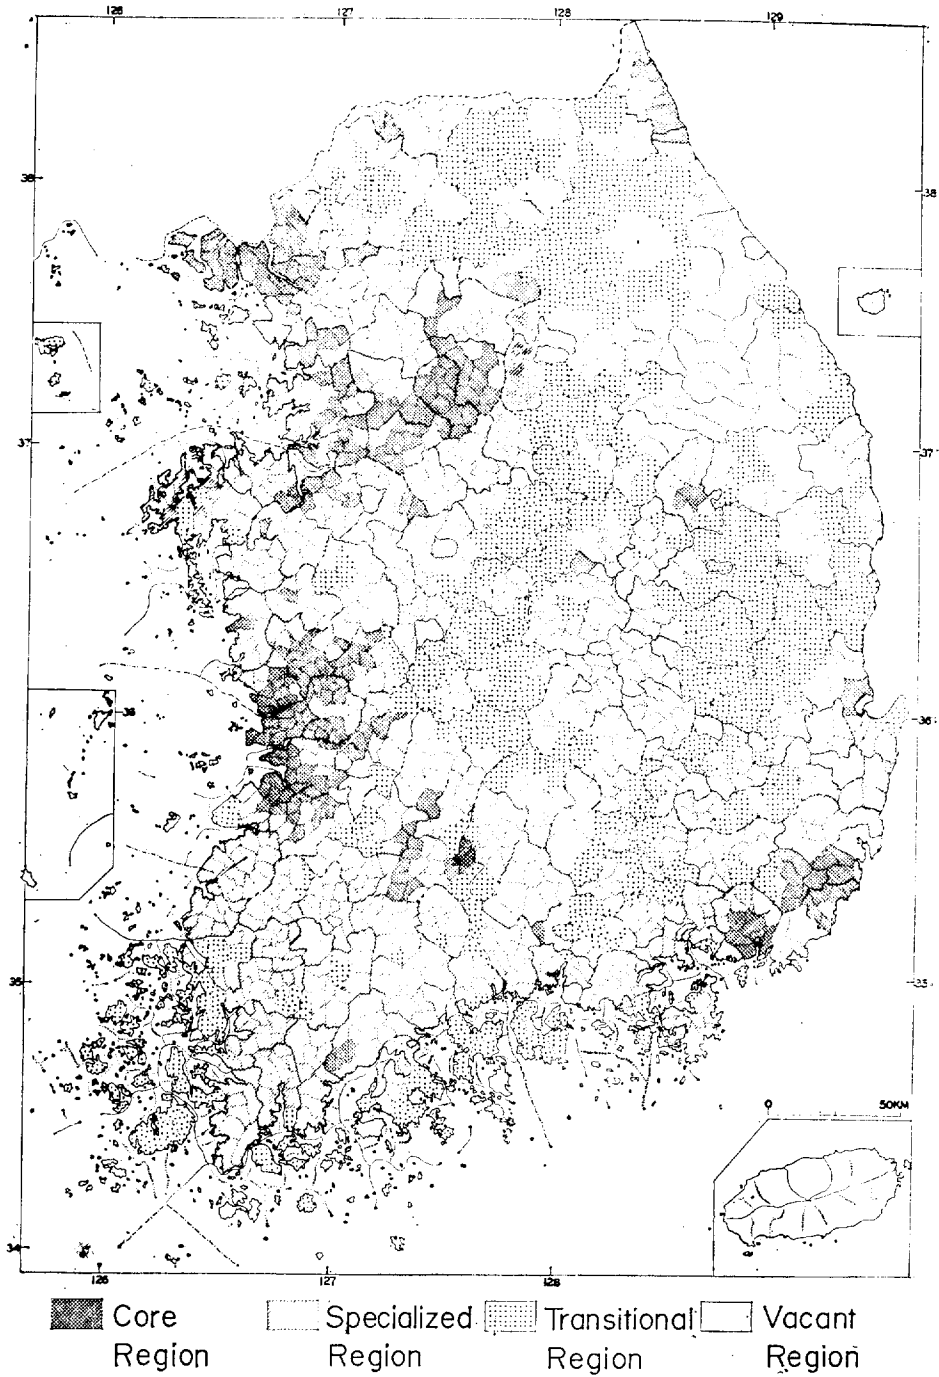 126 127 128 129
38 38
37 37
36 36
35 35
0 50KM
34
126 127 128
Core Region
Specialized Region
Transitional Region
Vacant Region